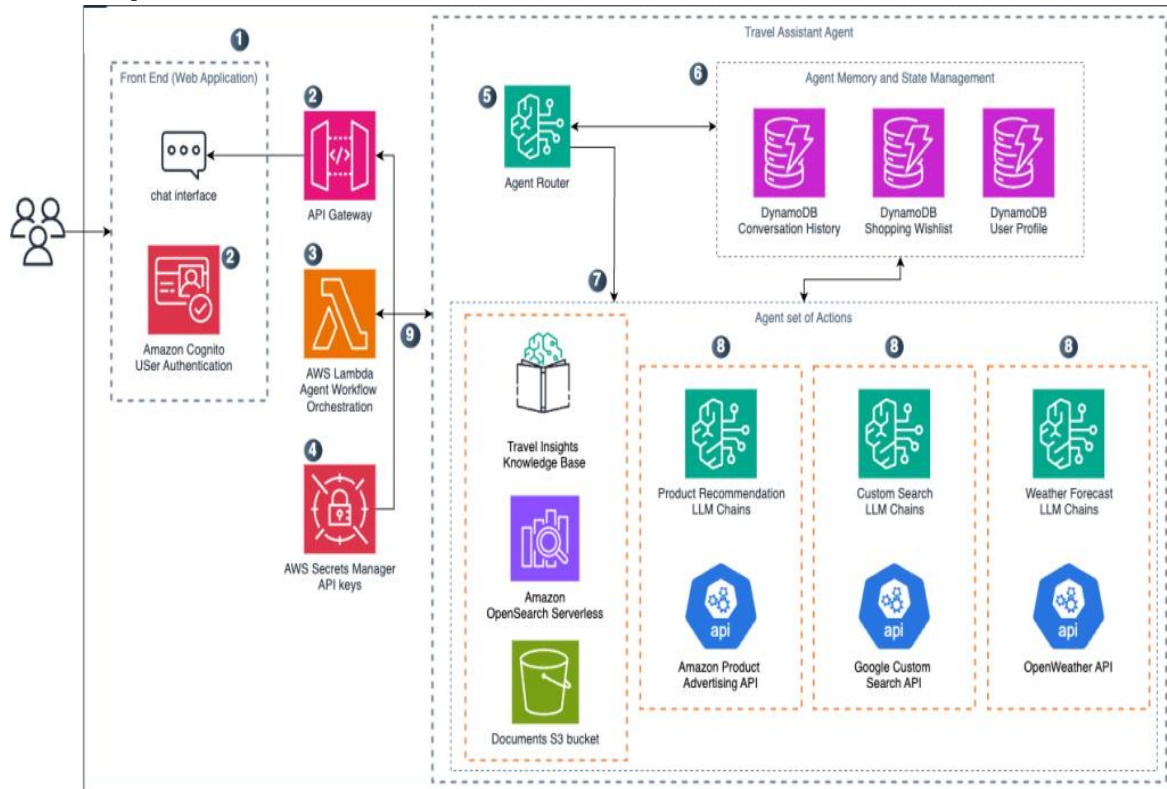 1
Travel Assistant Agent
Front End (Web Application)
2
5
6
Agent Memory and State Management
chat interface
API Gateway
Agent Router
DynamoDB
Conversation History
DynamoDB
Shopping Wishlist
DynamoDB
User Profile
2
Amazon Cognito
USer Authentication
3
AWS Lambda
Agent Workflow
Orchestration
9
7
Agent set of Actions
4
AWS Secrets Manager
API keys
Travel Insights
Knowledge Base
Amazon
OpenSearch Serverless
Documents S3 bucket
8
Product Recommendation
LLM Chains
api
Amazon Product
Advertising API
8
Custom Search
LLM Chains
api
Google Custom
Search API
8
Weather Forecast
LLM Chains
api
OpenWeather API